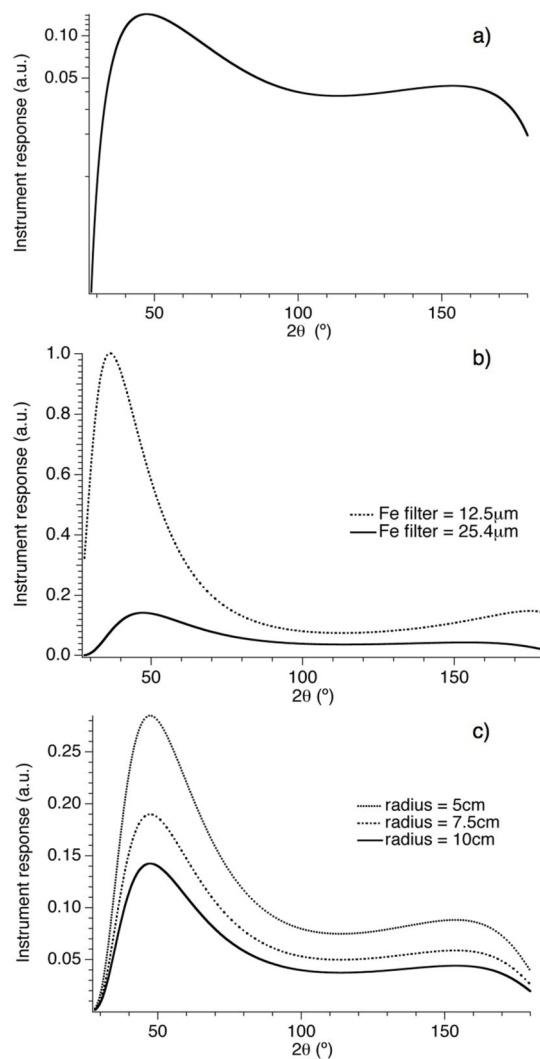 a)
Instrument response (a.u.)
0.10
0.05
50
100
150
2θ (º)
b)
Instrument response (a.u.)
1.0
0.8
0.6
0.4
0.2
0.0
Fe filter = 12.5μm
Fe filter = 25.4μm
50
100
150
2θ (º)
c)
Instrument response (a.u.)
0.25
0.20
0.15
0.10
0.05
radius = 5cm
radius = 7.5cm
radius = 10cm
50
100
150
2θ (º)